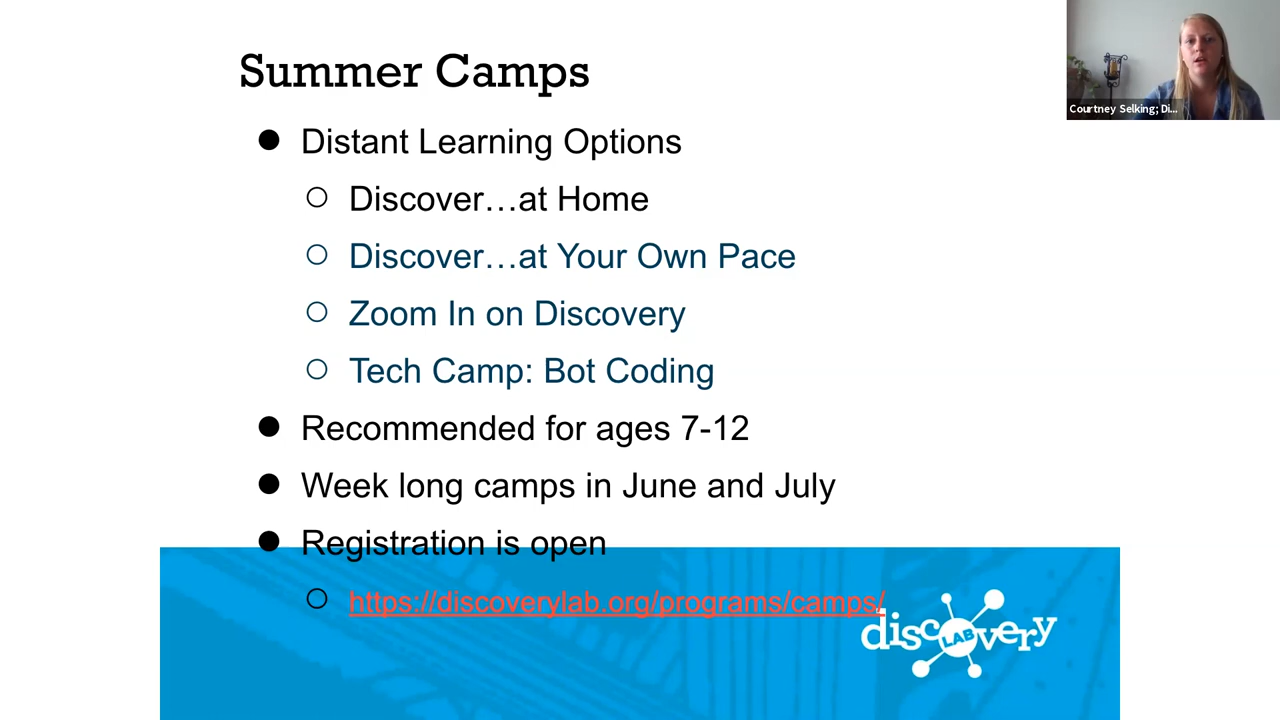 Summer Camps
Distant Learning Options
Discover…at Home
Discover…at Your Own Pace
Zoom In on Discovery
Tech Camp: Bot Coding
Recommended for ages 7-12
Week long camps in June and July
Registration is open
https://discoverylab.org/programs/camps/
discovery
LAB
Courtney Selking; Di...